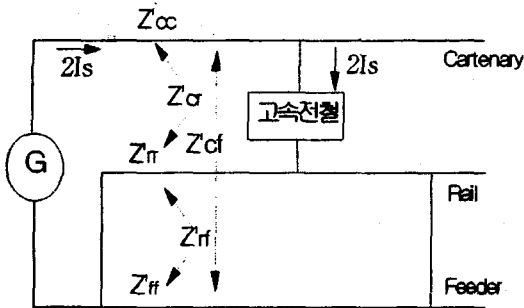 Z'cc
2Is
2Is
Cartenary
Z'cr
고속전철
Z'rr
Z'cf
G
Rail
Z'rf
Z'ff
Feeder